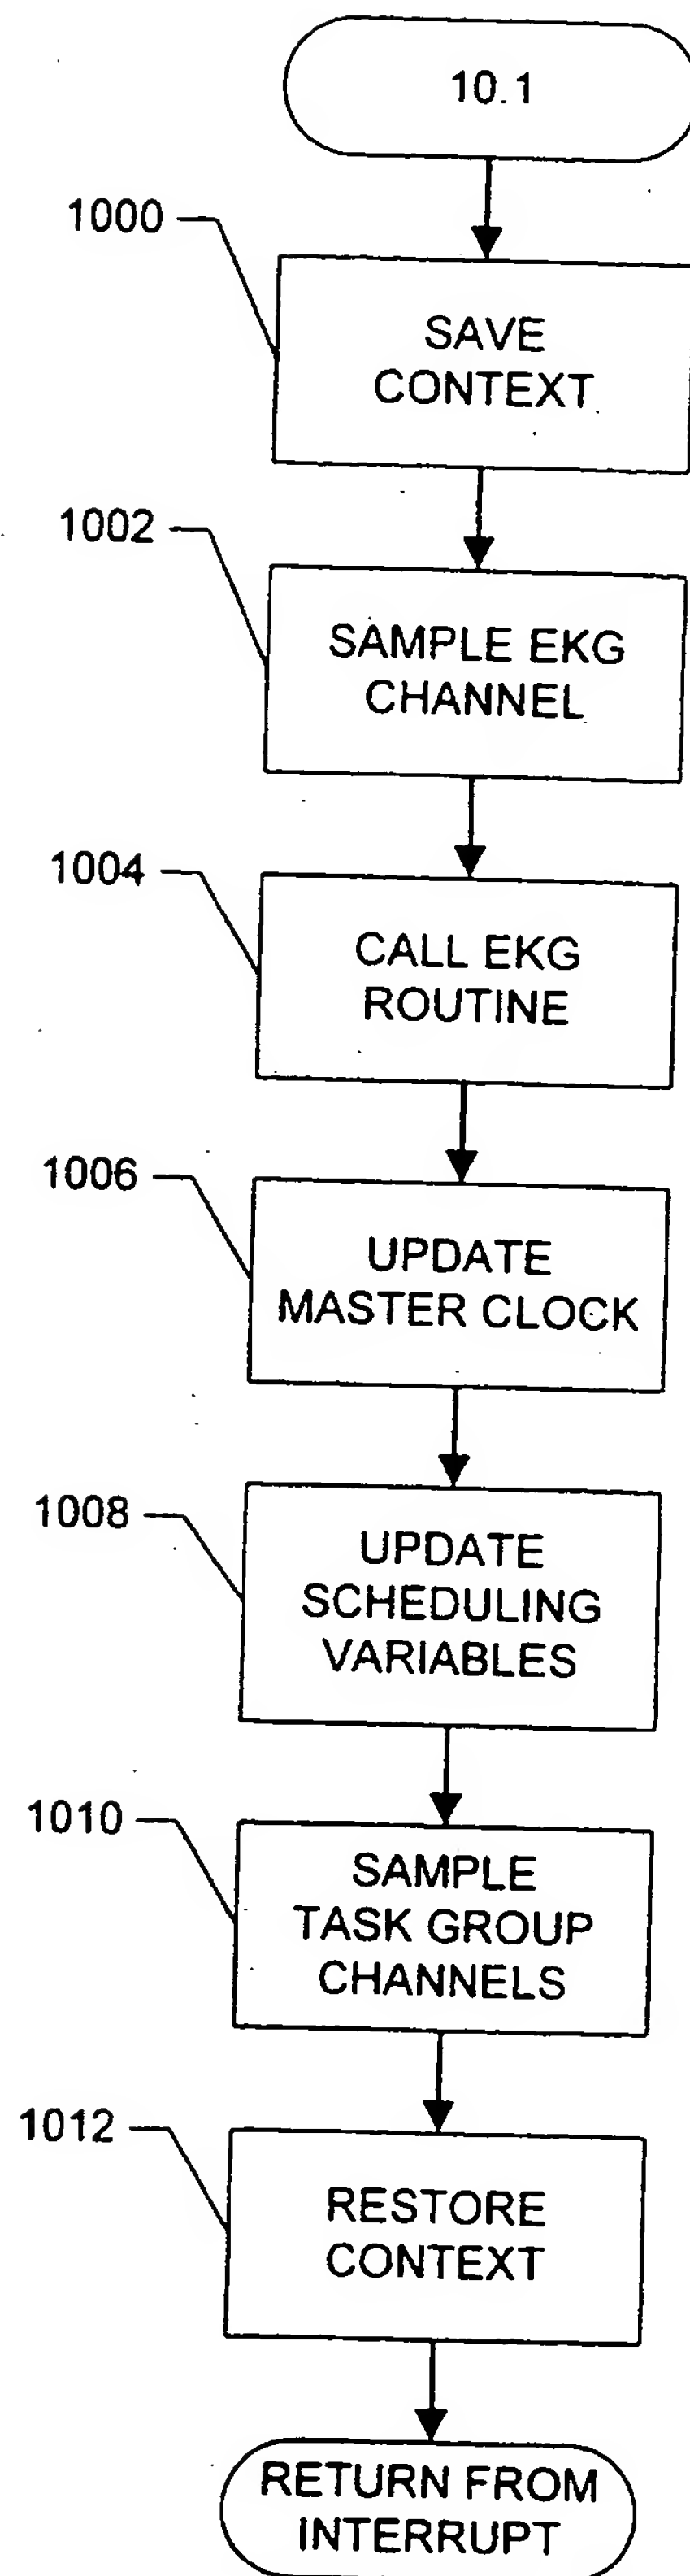 10.1
1000
SAVE
CONTEXT
1002
SAMPLE EKG
CHANNEL
1004
CALL EKG
ROUTINE
1006
UPDATE
MASTER CLOCK
1008
UPDATE
SCHEDULING
VARIABLES
1010
SAMPLE
TASK GROUP
CHANNELS
1012
RESTORE
CONTEXT
RETURN FROM
INTERRUPT